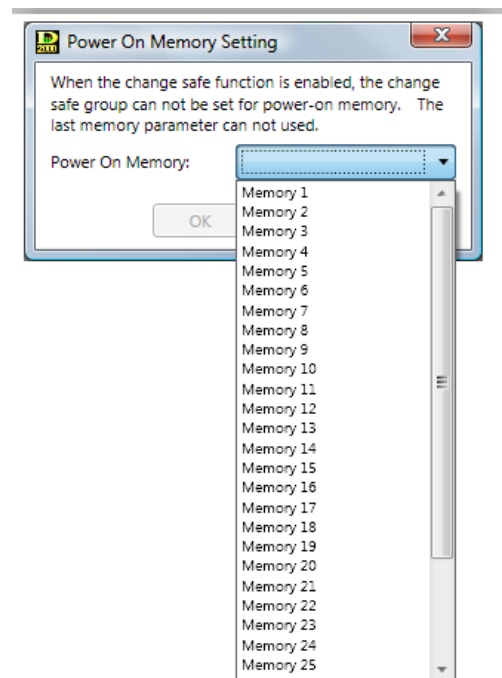 Power On Memory Setting
When the change safe function is enabled, the change
safe group can not be set for power-on memory. The
last memory parameter can not used.
Power On Memory:
OK
Memory 1
Memory 2
Memory 3
Memory 4
Memory 5
Memory 6
Memory 7
Memory 8
Memory 9
Memory 10
Memory 11
Memory 12
Memory 13
Memory 14
Memory 15
Memory 16
Memory 17
Memory 18
Memory 19
Memory 20
Memory 21
Memory 22
Memory 23
Memory 24
Memory 25